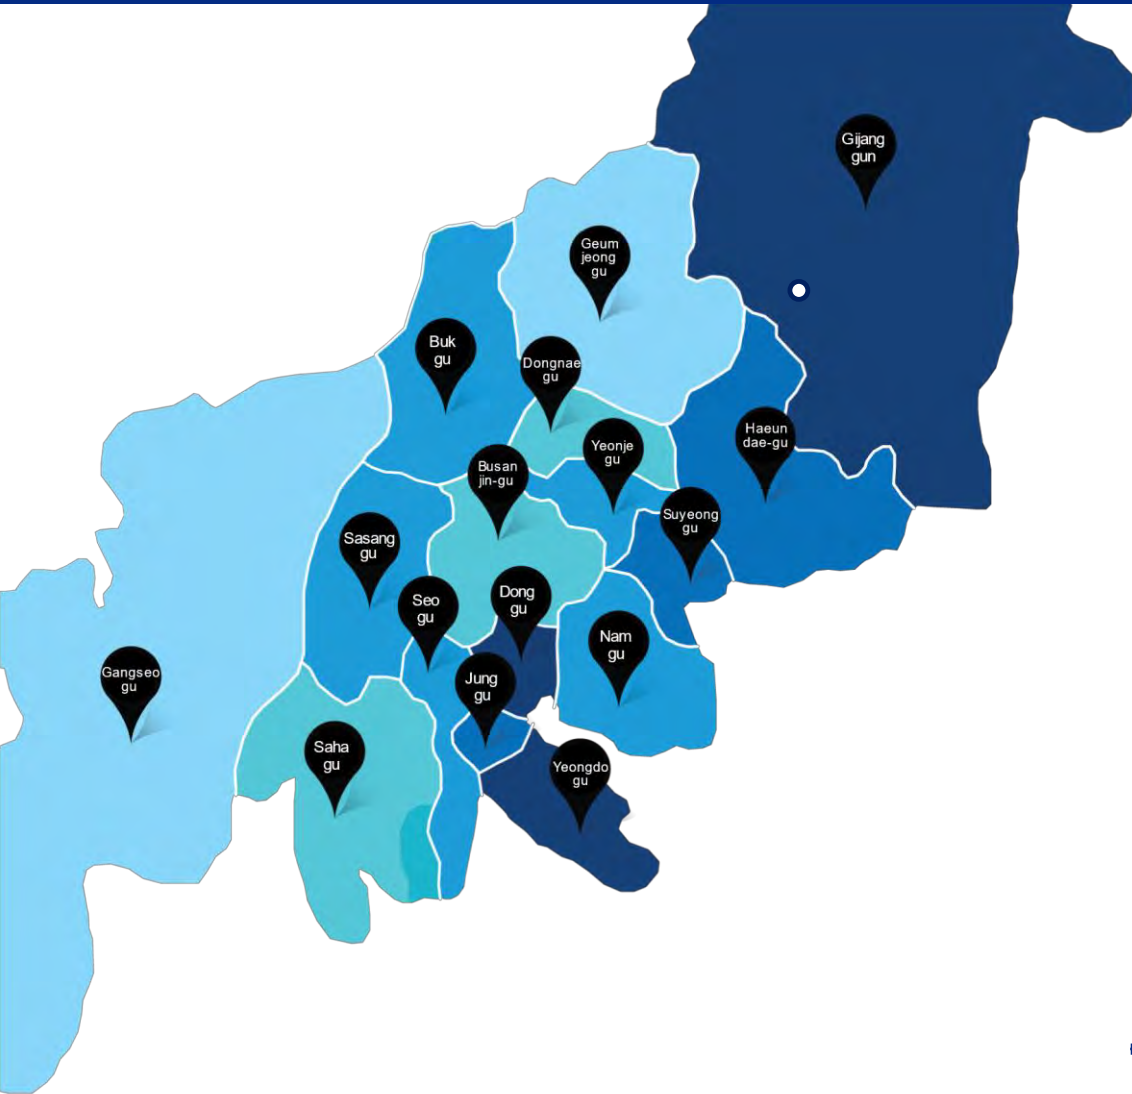 Gijang
gun
Geum
jeong
gu
Buk
gu
Dongnae
gu
Haeun
dae-gu
Yeonje
gu
Busan
jin-gu
Suyeong
gu
Sasang
gu
Seo
gu
Dong
gu
Nam
gu
Gangseo
gu
Jung
gu
Saha
gu
Yeongdo
gu